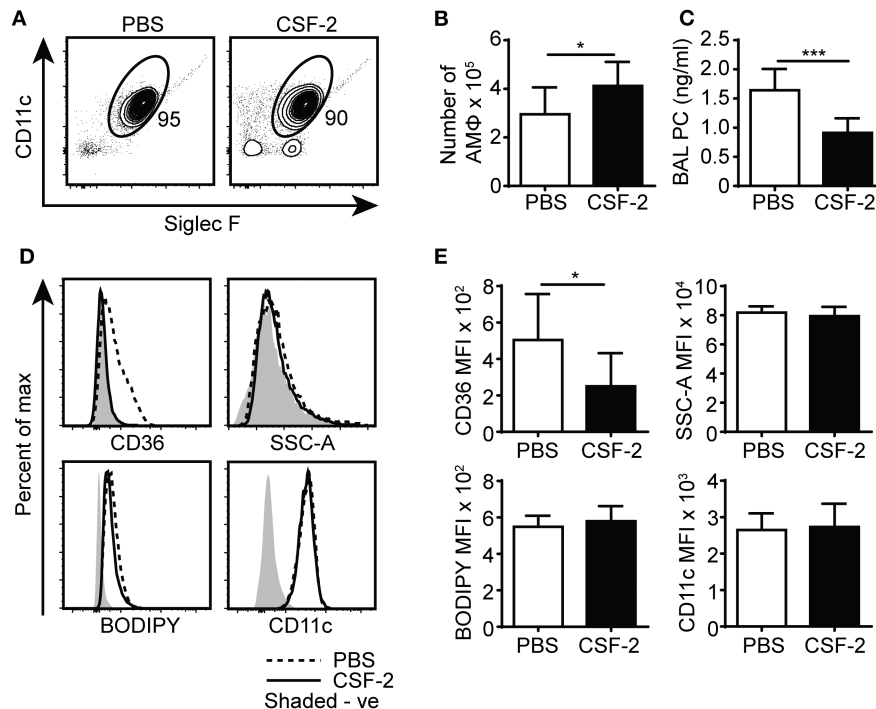 A
PBS
CSF-2
CD11c
95
90
Siglec F
B
Number of
AMΦ x 10⁵
6
4
2
0
*
PBS
CSF-2
C
BAL PC (ng/ml)
2.5
2.0
1.5
1.0
0.5
0
***
PBS
CSF-2
D
Percent of max
CD36
SSC-A
BODIPY
CD11c
PBS
CSF-2
Shaded - ve
E
CD36 MFI x 10²
8
6
4
2
0
*
PBS
CSF-2
SSC-A MFI x 10⁴
10
8
6
4
2
0
PBS
CSF-2
BODIPY MFI x 10²
8
6
4
2
0
PBS
CSF-2
CD11c MFI x 10³
4
3
2
1
0
PBS
CSF-2